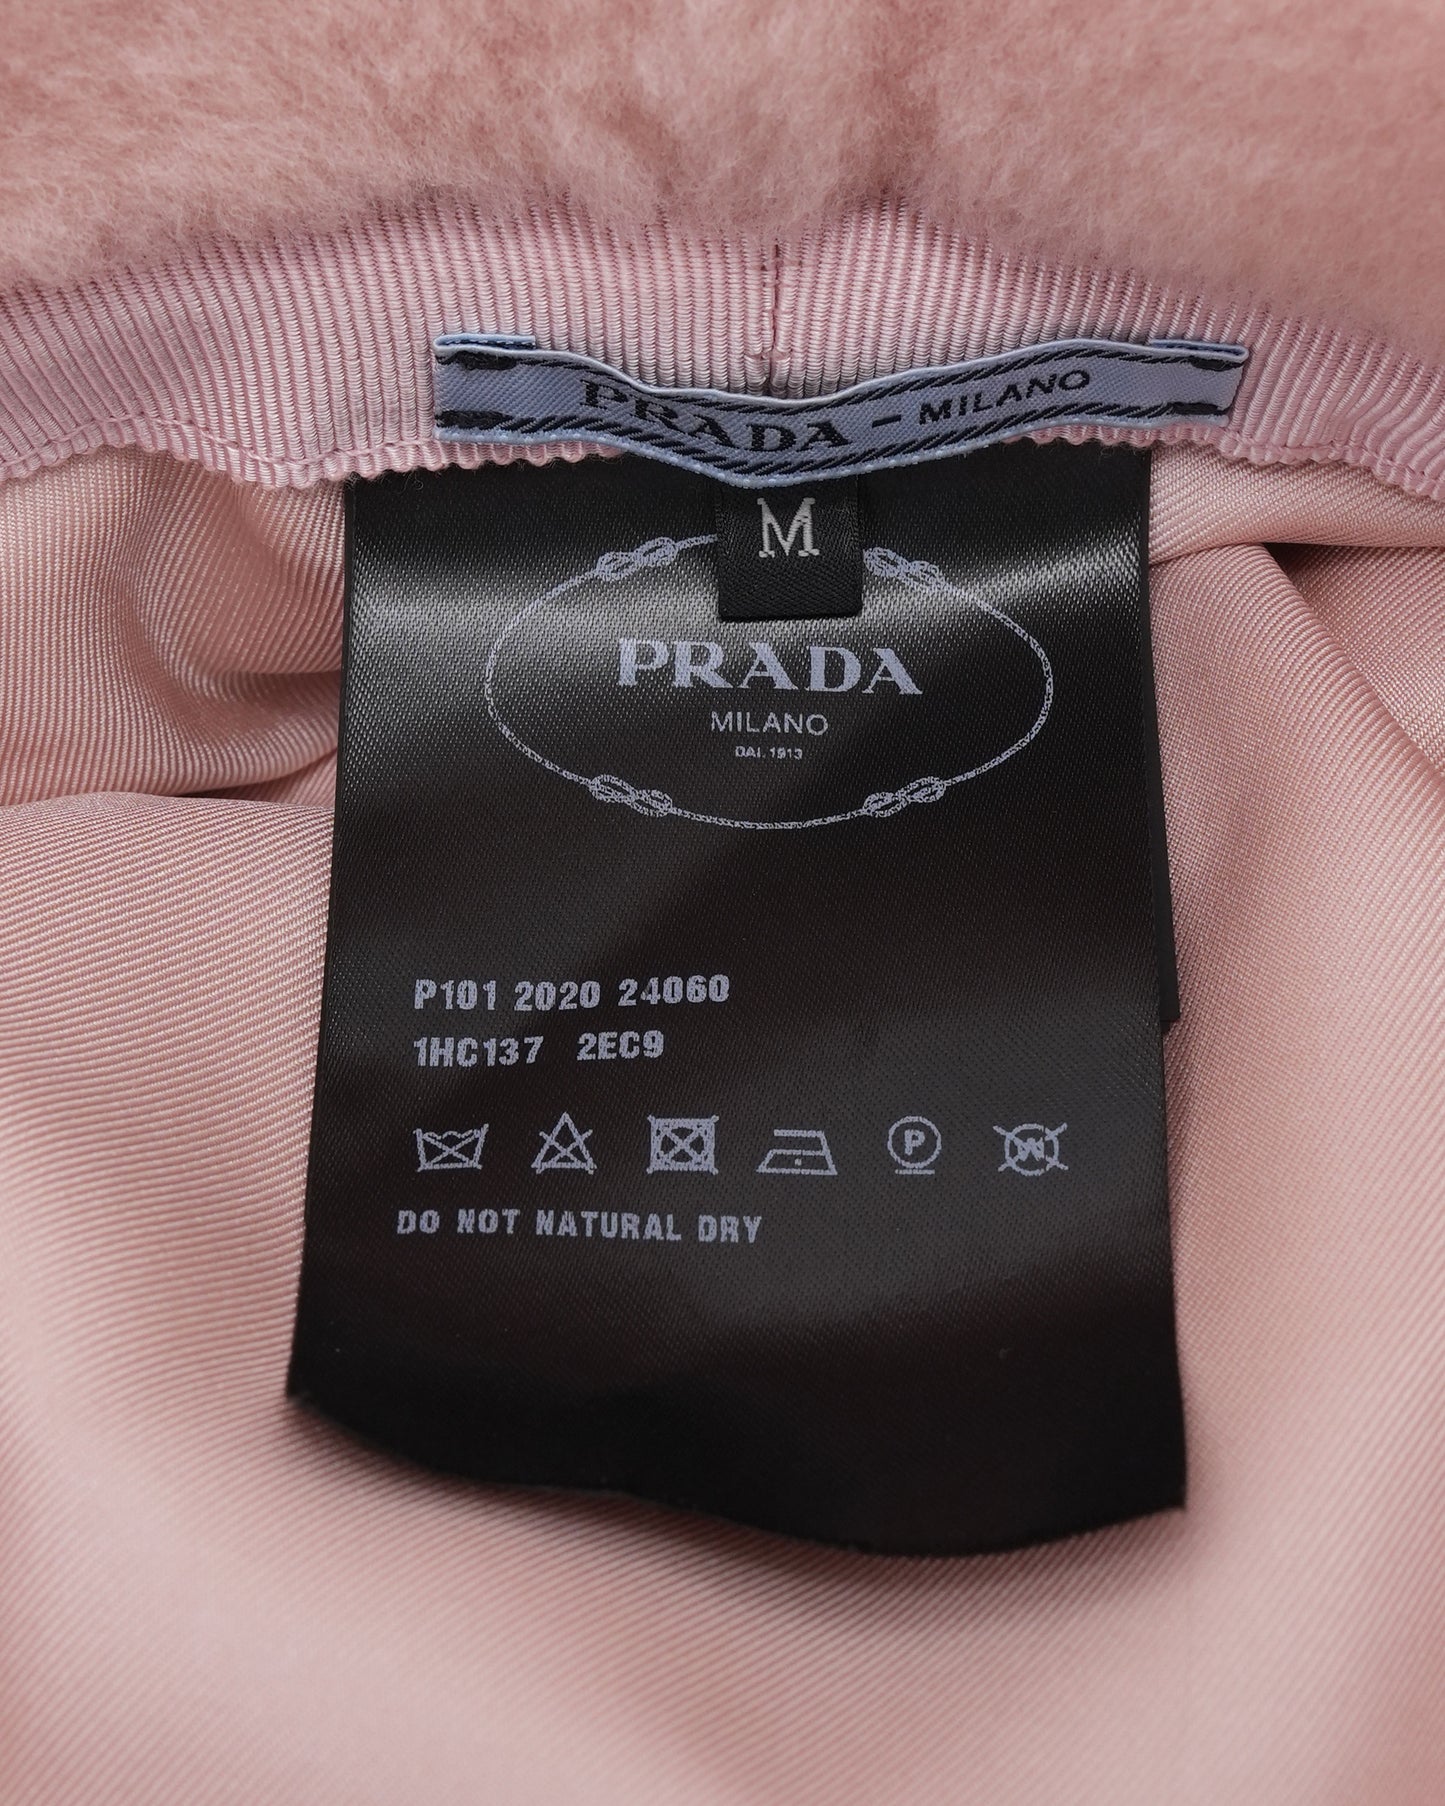 PRADA - MILANO
M
PRADA
MILANO
DAL 1913
P101 2020 24060
1HC137 2EC9
P
W
DO NOT NATURAL DRY